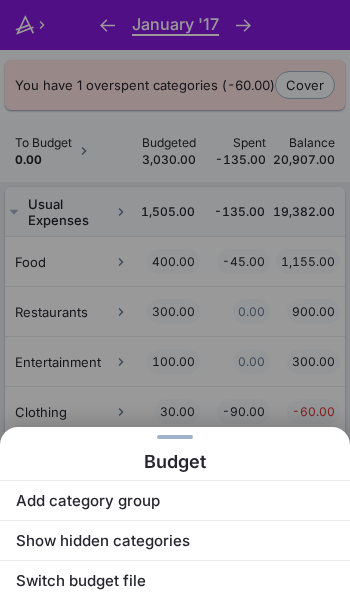 January '17
You have 1 overspent categories (-60.00) Cover
To Budget Budgeted Spent Balance
0.00 3,030.00 -135.00 20,907.00
Usual Expenses 1,505.00 -135.00 19,382.00
Food 400.00 -45.00 1,155.00
Restaurants 300.00 0.00 900.00
Entertainment 100.00 0.00 300.00
Clothing 30.00 -90.00 -60.00
Budget
Add category group
Show hidden categories
Switch budget file